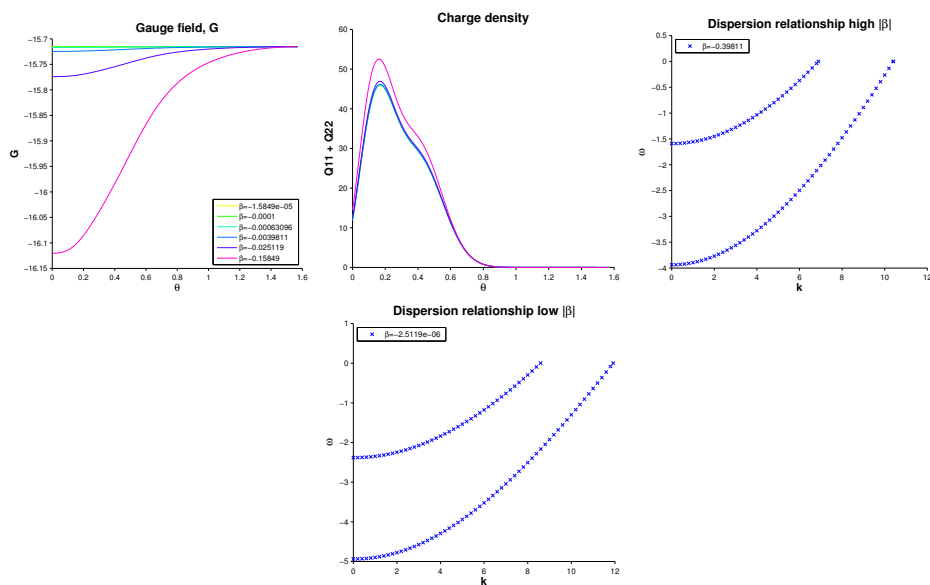 Gauge field, G
−15.7
−15.75
−15.8
−15.85
−15.9
−15.95
−16
−16.05
−16.1
−16.15
G
0 0.2 0.4 0.6 0.8 1 1.2 1.4 1.6
θ
β=−1.5849e−05
β=−0.0001
β=−0.00063096
β=−0.0039811
β=−0.025119
β=−0.15849
Charge density
60
50
40
30
20
10
0
Q11 + Q22
0 0.2 0.4 0.6 0.8 1 1.2 1.4 1.6
θ
Dispersion relationship high |β|
β=−0.39811
0.5
0
−0.5
−1
−1.5
−2
−2.5
−3
−3.5
−4
ω
0 2 4 6 8 10 12
k
Dispersion relationship low |β|
β=−2.5119e−06
1
0
−1
−2
−3
−4
−5
ω
0 2 4 6 8 10 12
k